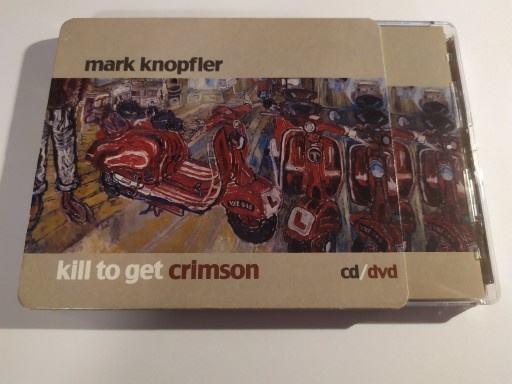 mark knopfler
kill to get crimson
cd/dvd
L
L